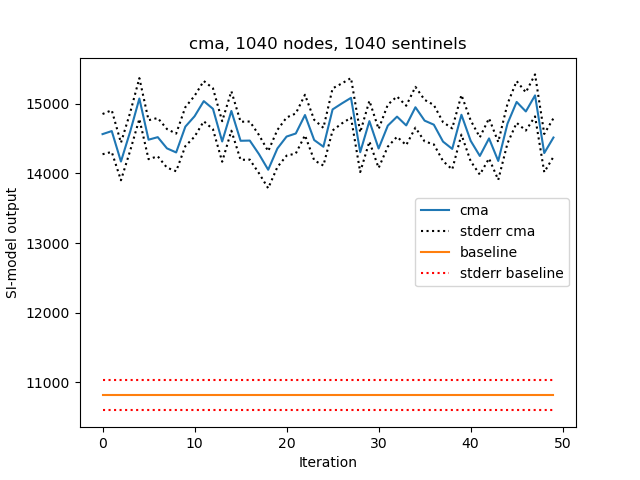 cma, 1040 nodes, 1040 sentinels
SI-model output
15000
14000
13000
12000
11000
cma
stderr cma
baseline
stderr baseline
0 10 20 30 40 50
Iteration